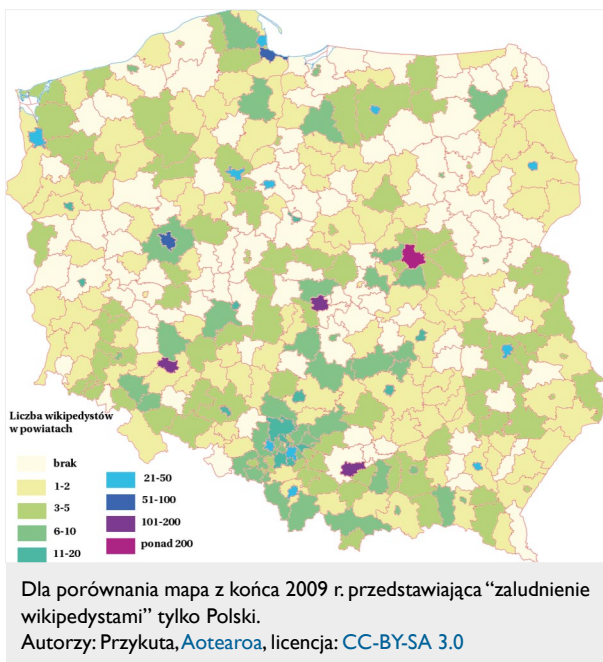 Liczba wikipedystów
w powiatach
brak
1-2
3-5
6-10
11-20
21-50
51-100
101-200
ponad 200
Dla porównania mapa z końca 2009 r. przedstawiająca “zaludnienie
wikipedystami” tylko Polski.
Autorzy: Przykuta, Aotearoa, licencja: CC-BY-SA 3.0